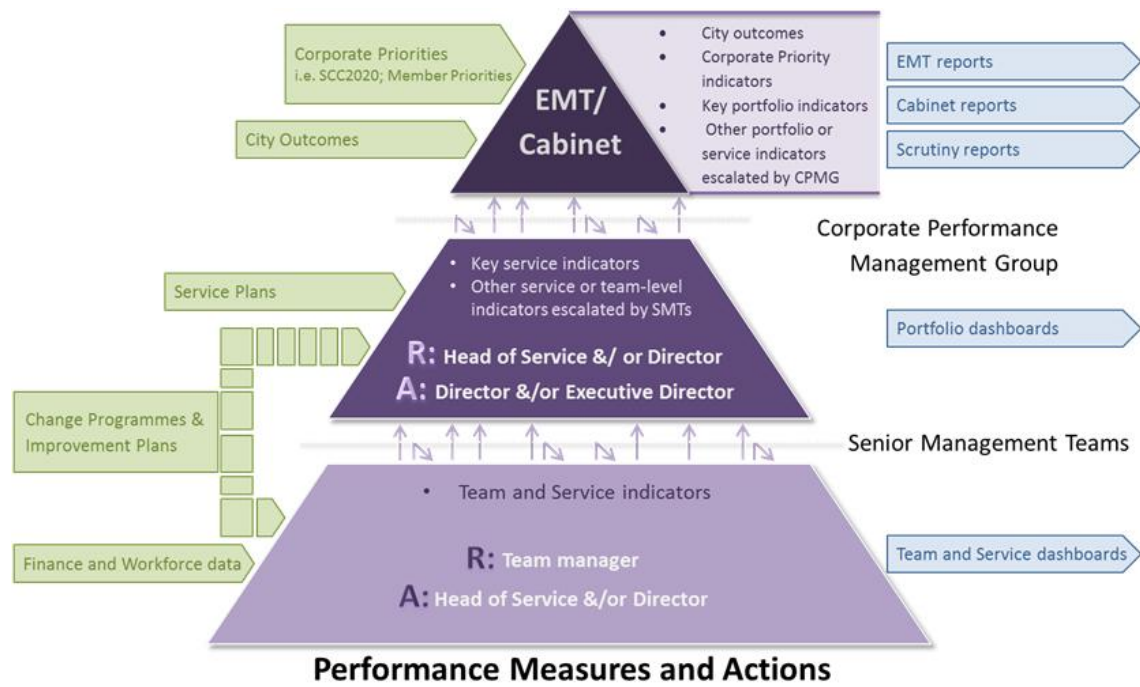 Corporate Priorities
i.e. SCC2020; Member Priorities
City Outcomes
EMT/
Cabinet
• City outcomes
• Corporate Priority
indicators
• Key portfolio indicators
• Other portfolio or
service indicators
escalated by CPMG
EMT reports
Cabinet reports
Scrutiny reports
Corporate Performance
Management Group
Service Plans
• Key service indicators
• Other service or team-level
indicators escalated by SMTs
R: Head of Service &/ or Director
A: Director &/or Executive Director
Portfolio dashboards
Change Programmes &
Improvement Plans
Senior Management Teams
• Team and Service indicators
R: Team manager
A: Head of Service &/or Director
Finance and Workforce data
Team and Service dashboards
Performance Measures and Actions